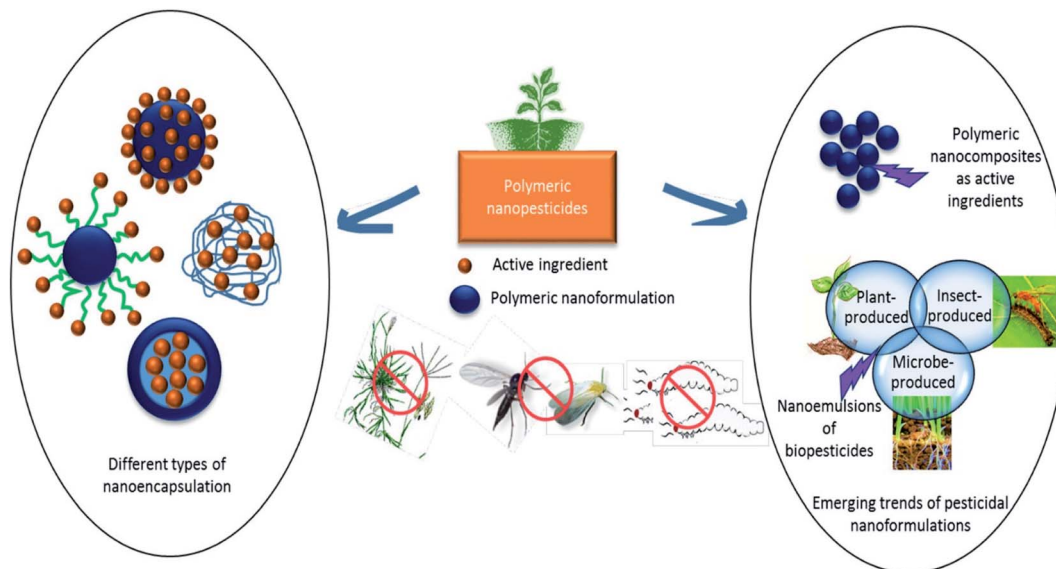 Different types of
nanoencapsulation
Polymeric
nanopesticides
Active ingredient
Polymeric nanoformulation
Polymeric
nanocomposites
as active
ingredients
Plant-
produced
Insect-
produced
Microbe-
produced
Nanoemulsions
of
biopesticides
Emerging trends of pesticidal
nanoformulations